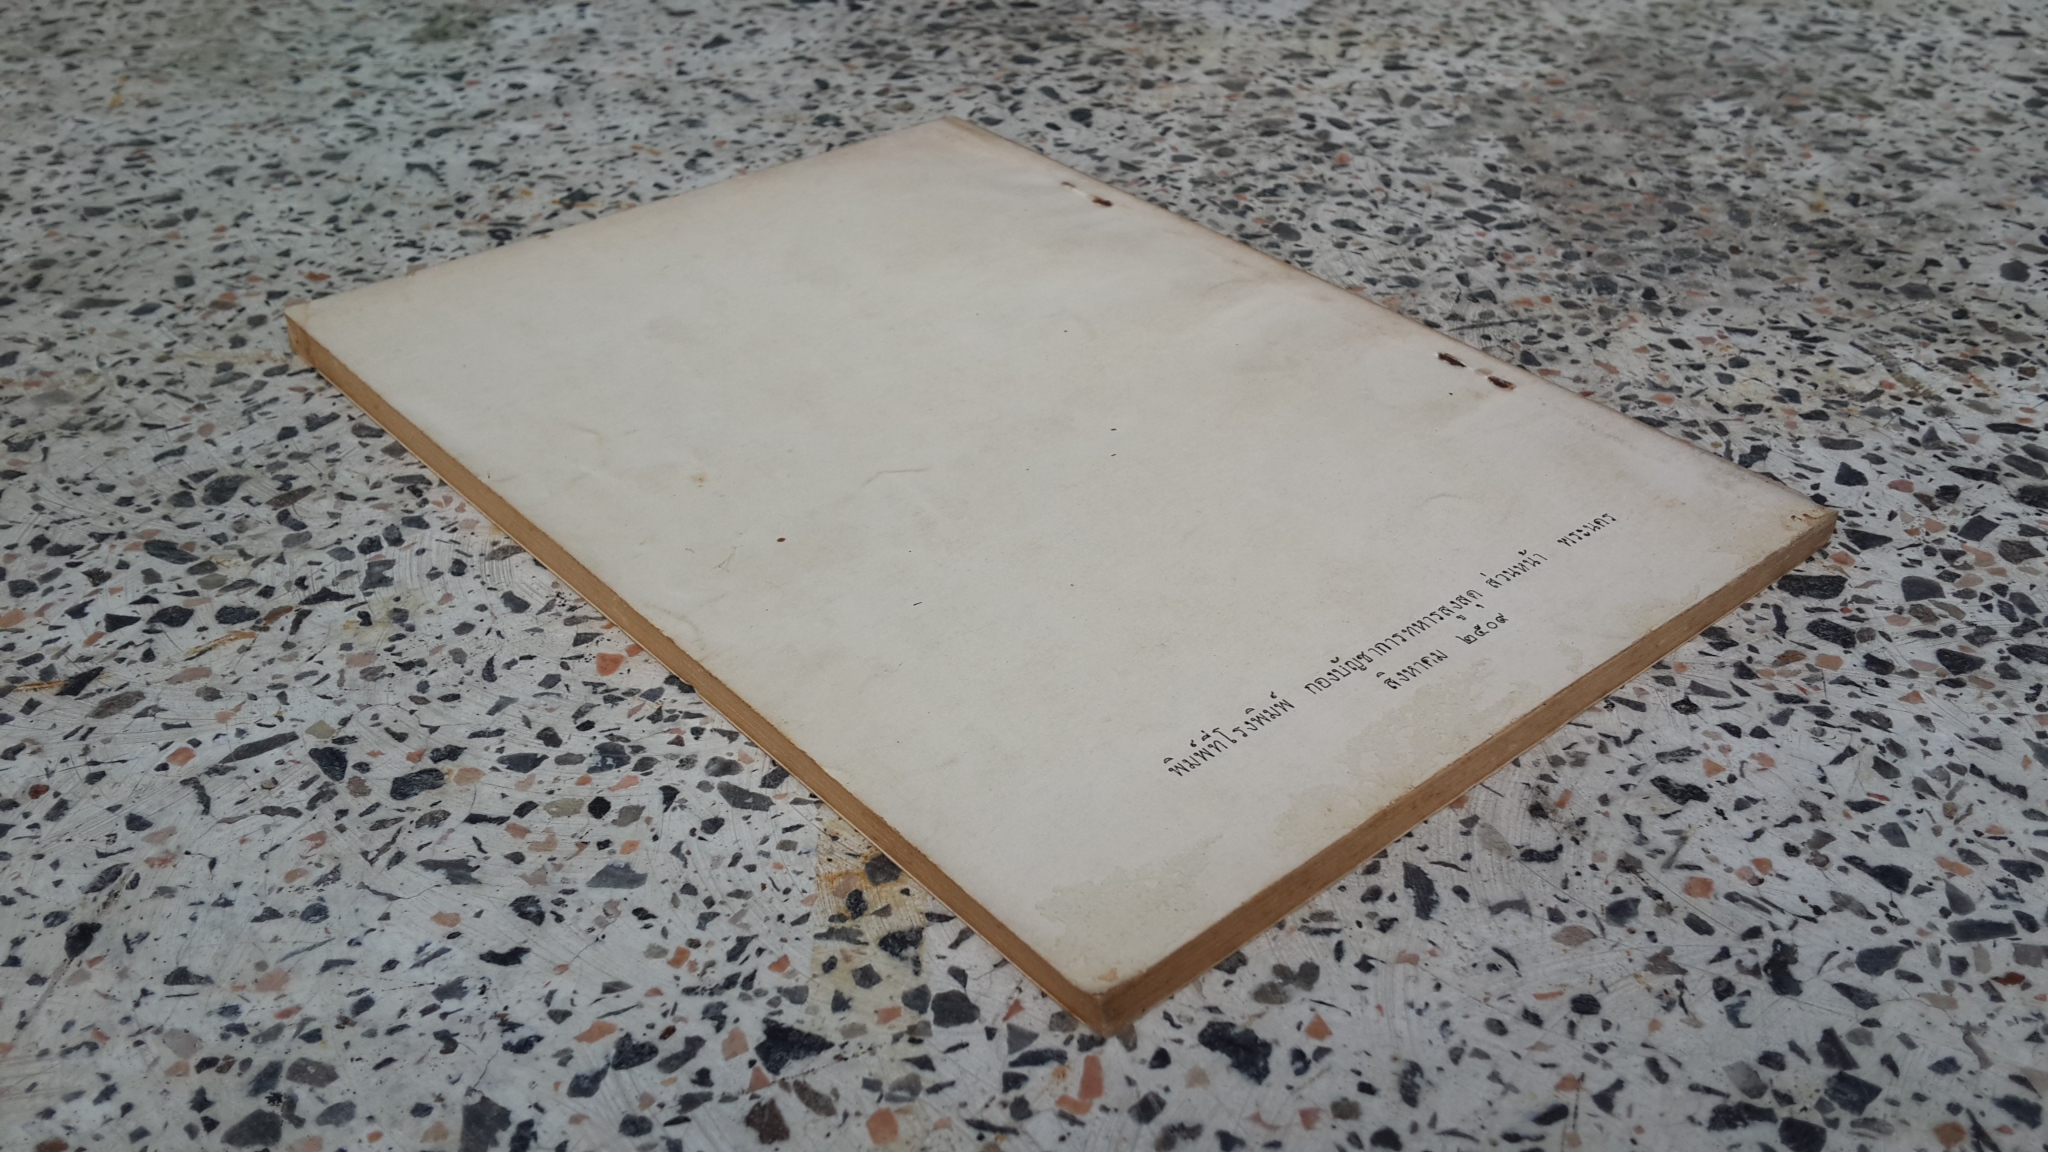 พิมพ์ที่โรงพิมพ์ กองบัญชาการทหารสูงสุด ส่วนหน้า พระนคร
สิงหาคม ๒๕๐๙